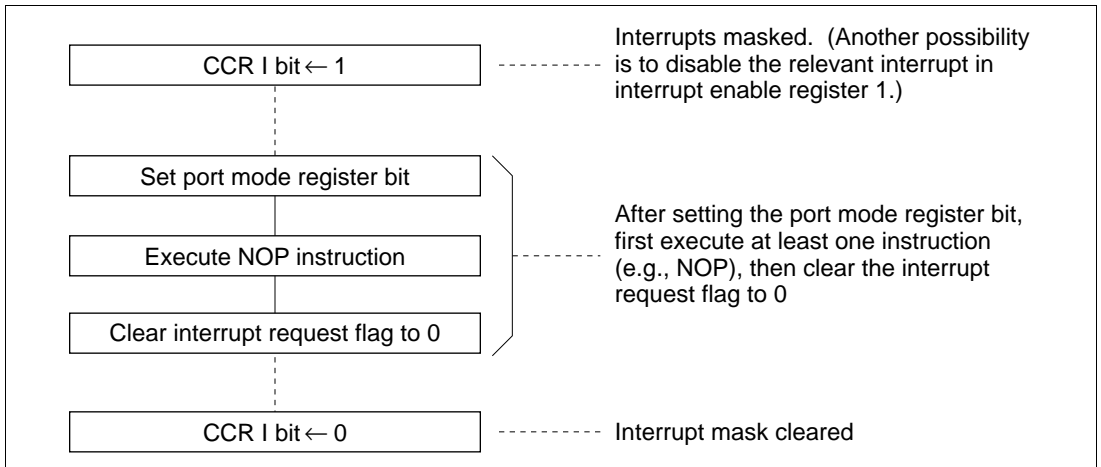 CCR I bit ← 1
Interrupts masked.  (Another possibility
is to disable the relevant interrupt in
interrupt enable register 1.)
Set port mode register bit
Execute NOP instruction
Clear interrupt request flag to 0
After setting the port mode register bit,
first execute at least one instruction
(e.g., NOP), then clear the interrupt
request flag to 0
CCR I bit ← 0
Interrupt mask cleared